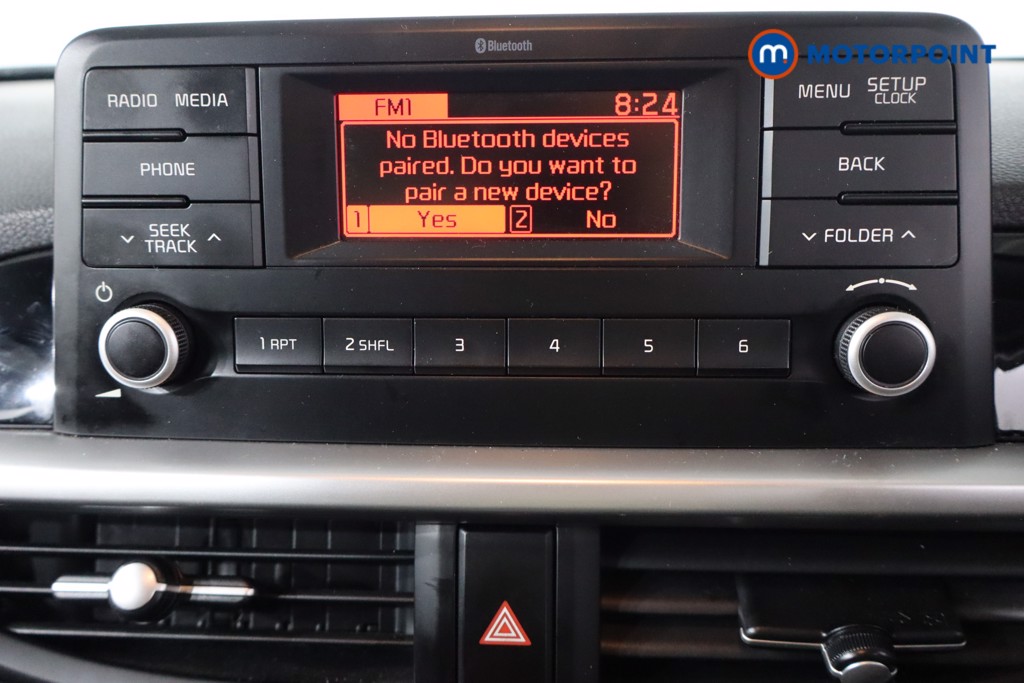 Bluetooth
m MOTORPOINT
RADIO MEDIA
PHONE
SEEK
TRACK
FM1 8:24
No Bluetooth devices
paired. Do you want to
pair a new device?
1 Yes 2 No
MENU SETUP
CLOCK
BACK
FOLDER
1 RPT 2 SHFL 3 4 5 6